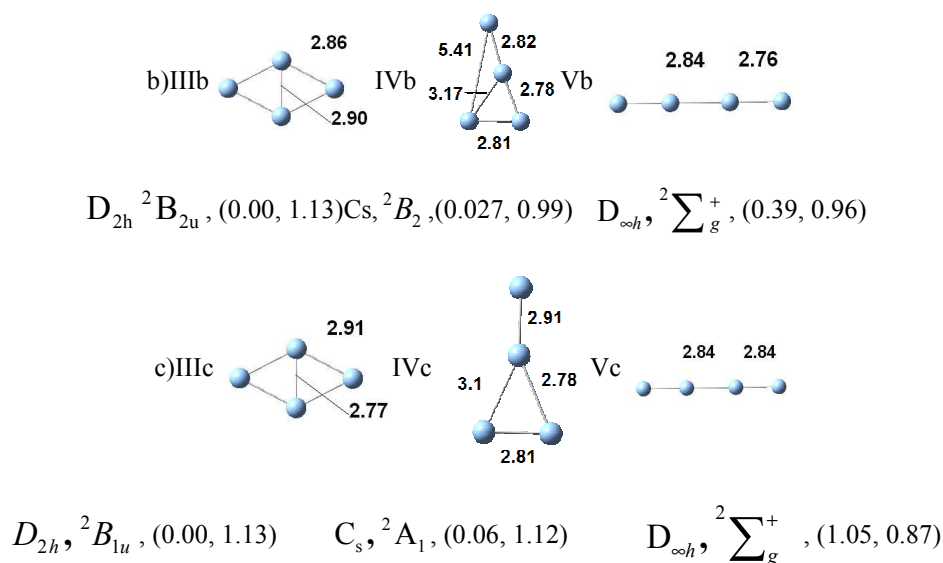 2.86 5.41 2.82 2.84 2.76
b)IIIb IVb Vb
3.17 2.78
2.90
2.81
D₂ₕ ²B₂ᵤ , (0.00, 1.13)Cs, ²B₂ ,(0.027, 0.99) D∞ₕ, ²∑g⁺ , (0.39, 0.96)
2.91 2.91
c)IIIc IVc Vc 2.84 2.84
3.1 2.78
2.77
2.81
D₂ₕ, ²B₁ᵤ , (0.00, 1.13) Cₛ, ²A₁ , (0.06, 1.12) D∞ₕ, ²∑g⁺ , (1.05, 0.87)